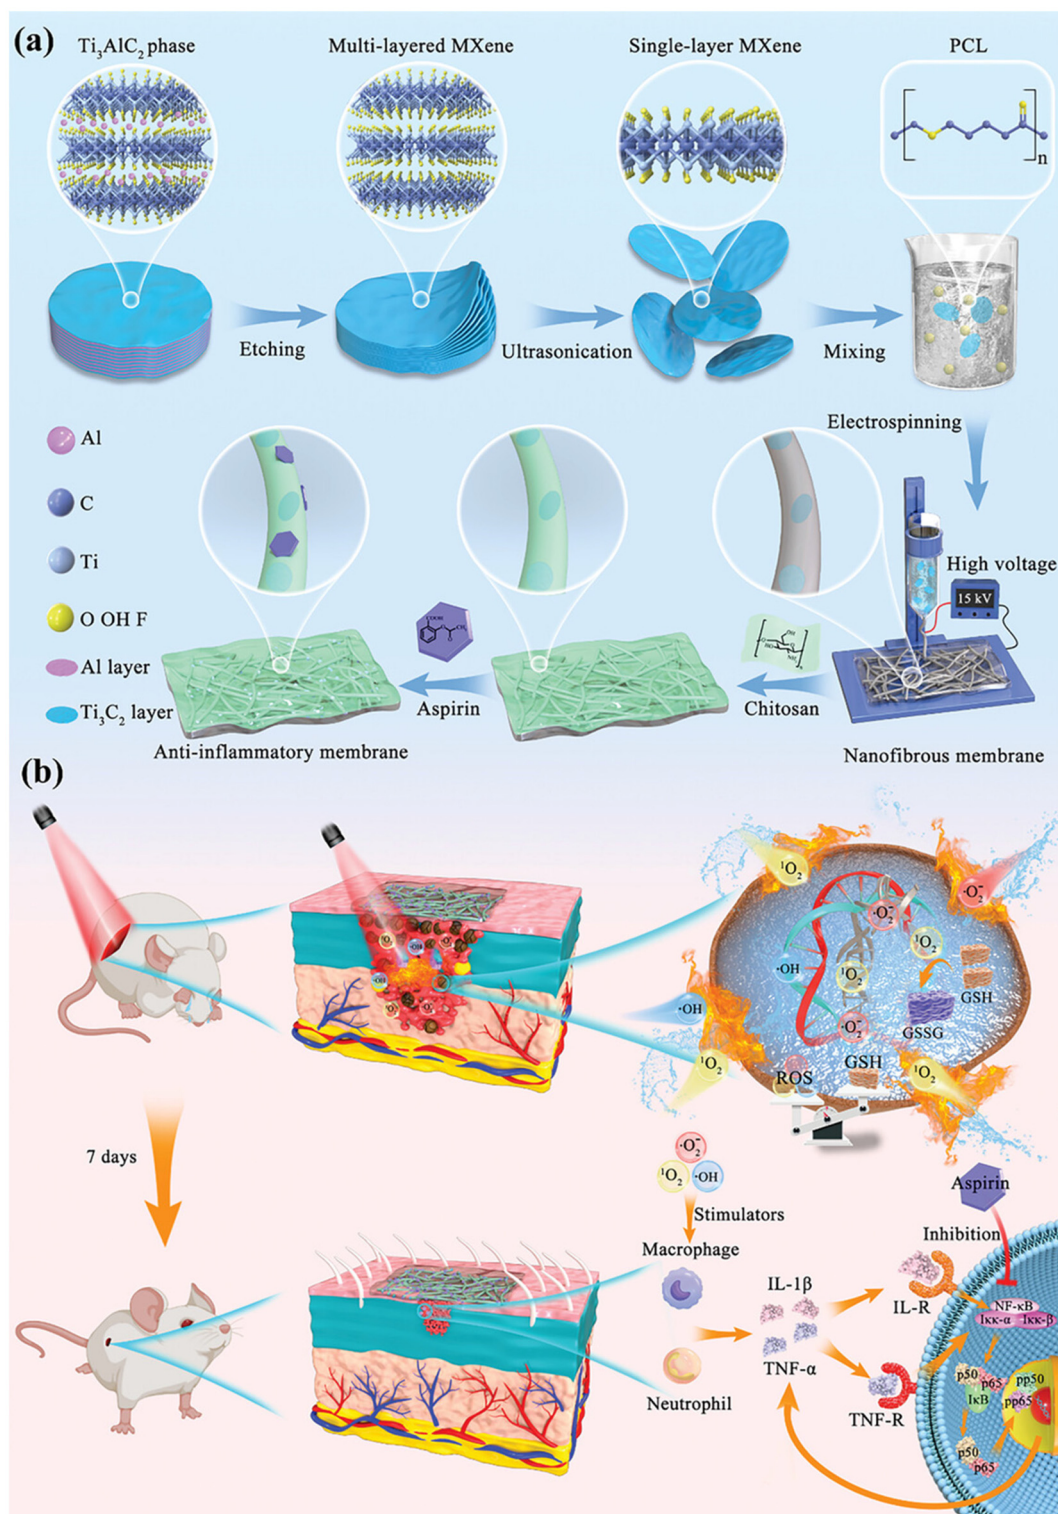 (a)
Ti₃AlC₂ phase
Multi-layered MXene
Single-layer MXene
PCL
n
Etching
Ultrasonication
Mixing
Electrospinning
Al
C
Ti
O OH F
Al layer
Ti₃C₂ layer
High voltage
15 kV
Aspirin
Chitosan
Anti-inflammatory membrane
Nanofibrous membrane
(b)
¹O₂
·O₂⁻
·O₂⁻
¹O₂
·OH
¹O₂
GSH
GSSG
·OH
·O₂⁻
¹O₂
ROS
GSH
¹O₂
7 days
·O₂⁻
¹O₂
·OH
Stimulators
Macrophage
Neutrophil
IL-1β
TNF-α
IL-R
TNF-R
Aspirin
Inhibition
NF-κB
Iκκ-α
Iκκ-β
p50
p65
IκB
pp50
pp65
p50
p65